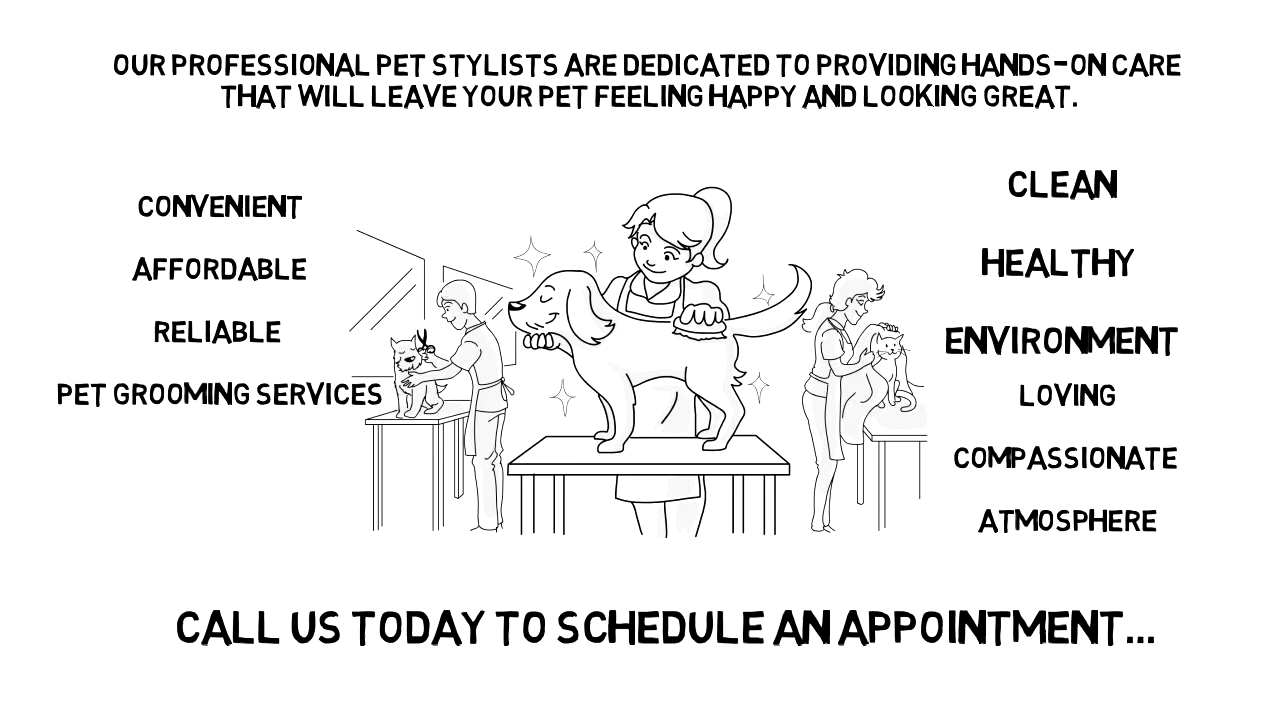 OUR PROFESSIONAL PET STYLISTS ARE DEDICATED TO PROVIDING HANDS-ON CARE
THAT WILL LEAVE YOUR PET FEELING HAPPY AND LOOKING GREAT.
CONVENIENT
AFFORDABLE
RELIABLE
PET GROOMING SERVICES
CLEAN
HEALTHY
ENVIRONMENT
LOVING
COMPASSIONATE
ATMOSPHERE
CALL US TODAY TO SCHEDULE AN APPOINTMENT...